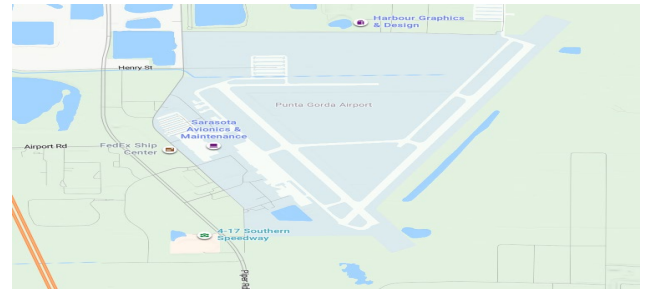 Harbour Graphics
& Design
Henry St
Punta Gorda Airport
Sarasota
Avionics &
Maintenance
Airport Rd
FedEx Ship
Center
4-17 Southern
Speedway
Piper Rd